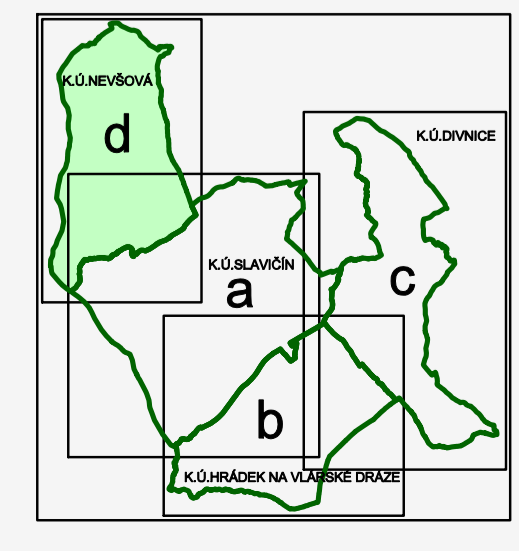 K.Ú.NEVŠOVÁ
d
K.Ú.DIVNICE
K.Ú.SLAVIČÍN
a
c
b
K.Ú.HRÁDEK NA VLÁRSKÉ DRÁZE